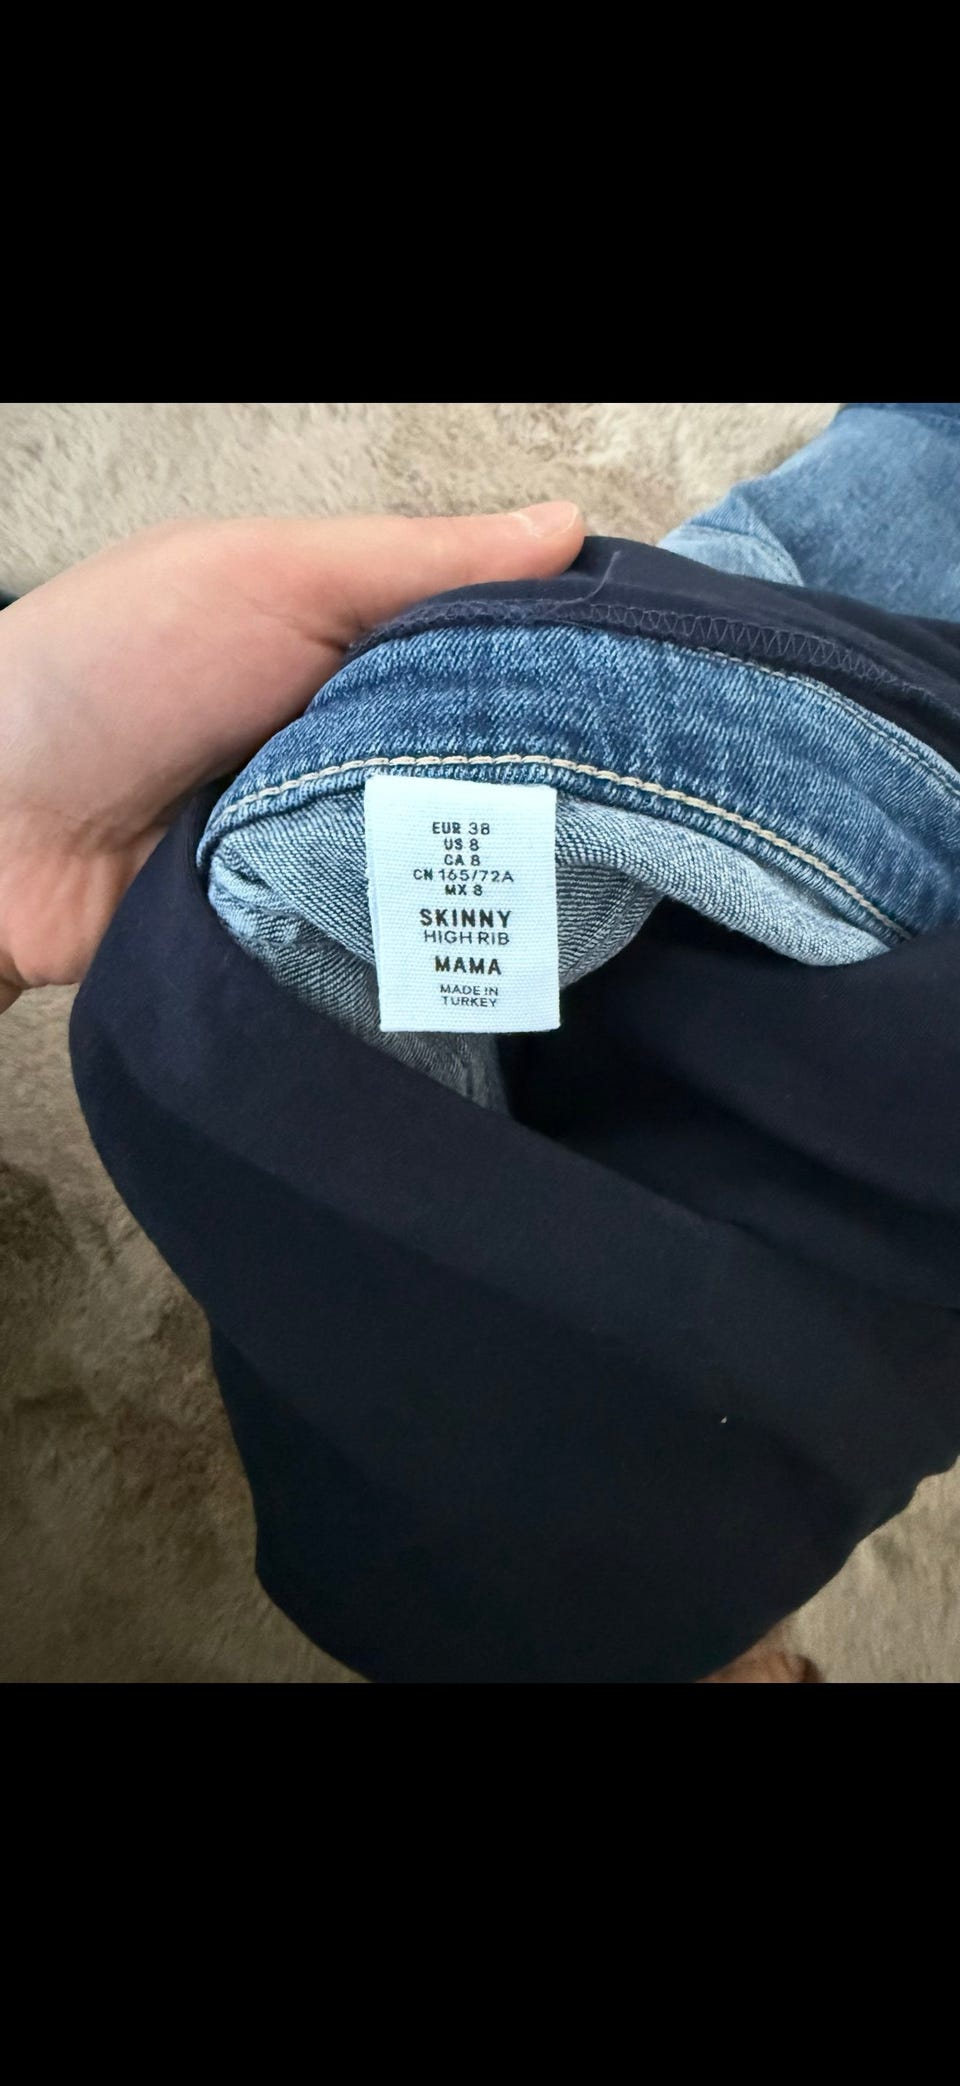 EUR 38
US 8
CA 8
CN 165/72A
MX 8
SKINNY
HIGH RIB
MAMA
MADE IN
TURKEY